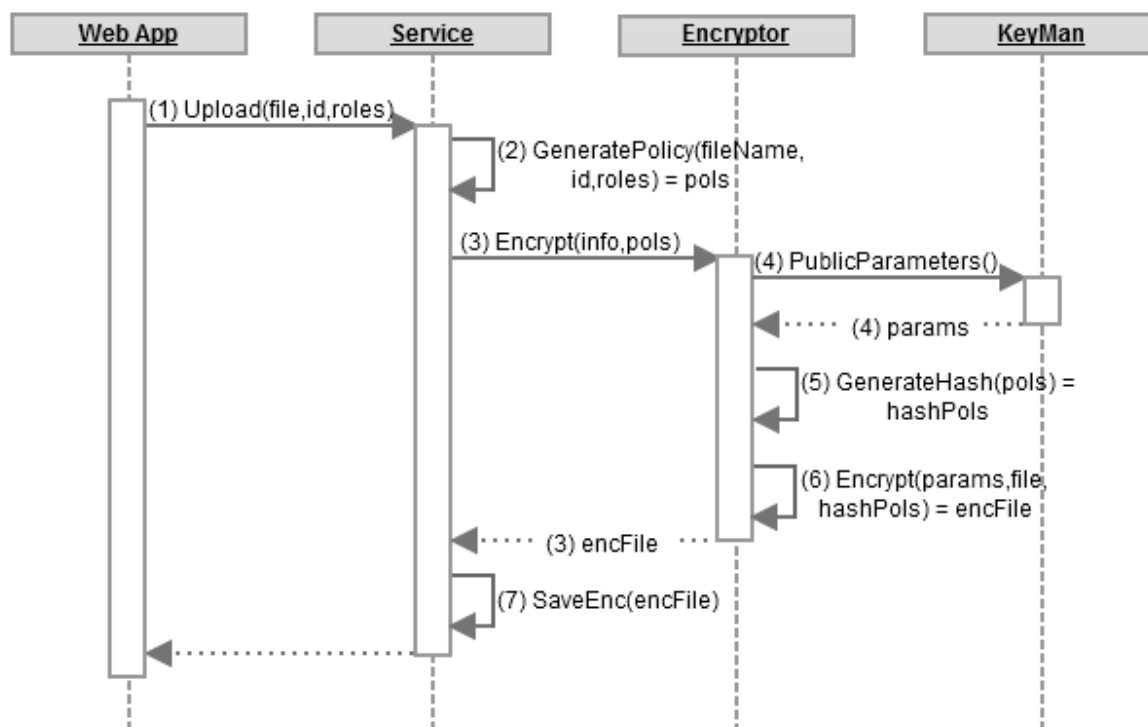 Web App
Service
Encryptor
KeyMan
(1) Upload(file,id,roles)
(2) GeneratePolicy(fileName,
id,roles) = pols
(3) Encrypt(info,pols)
(4) PublicParameters()
(4) params
(5) GenerateHash(pols) =
hashPols
(6) Encrypt(params,file,
hashPols) = encFile
(3) encFile
(7) SaveEnc(encFile)